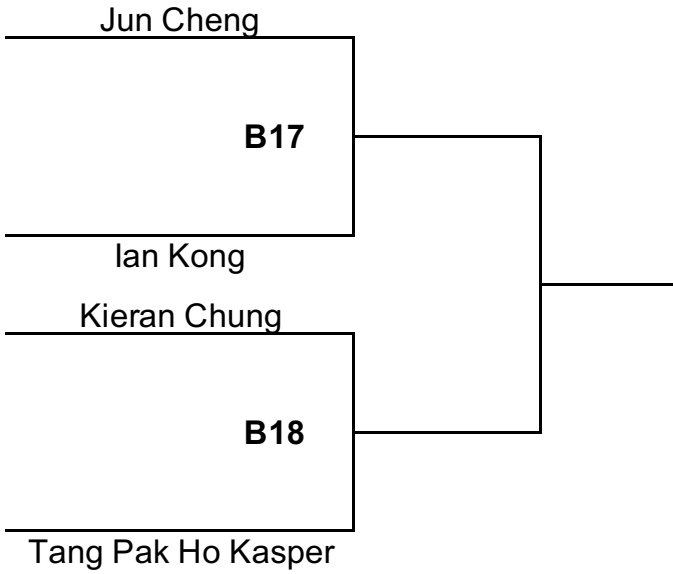 Jun Cheng
B17
Ian Kong
Kieran Chung
B18
Tang Pak Ho Kasper